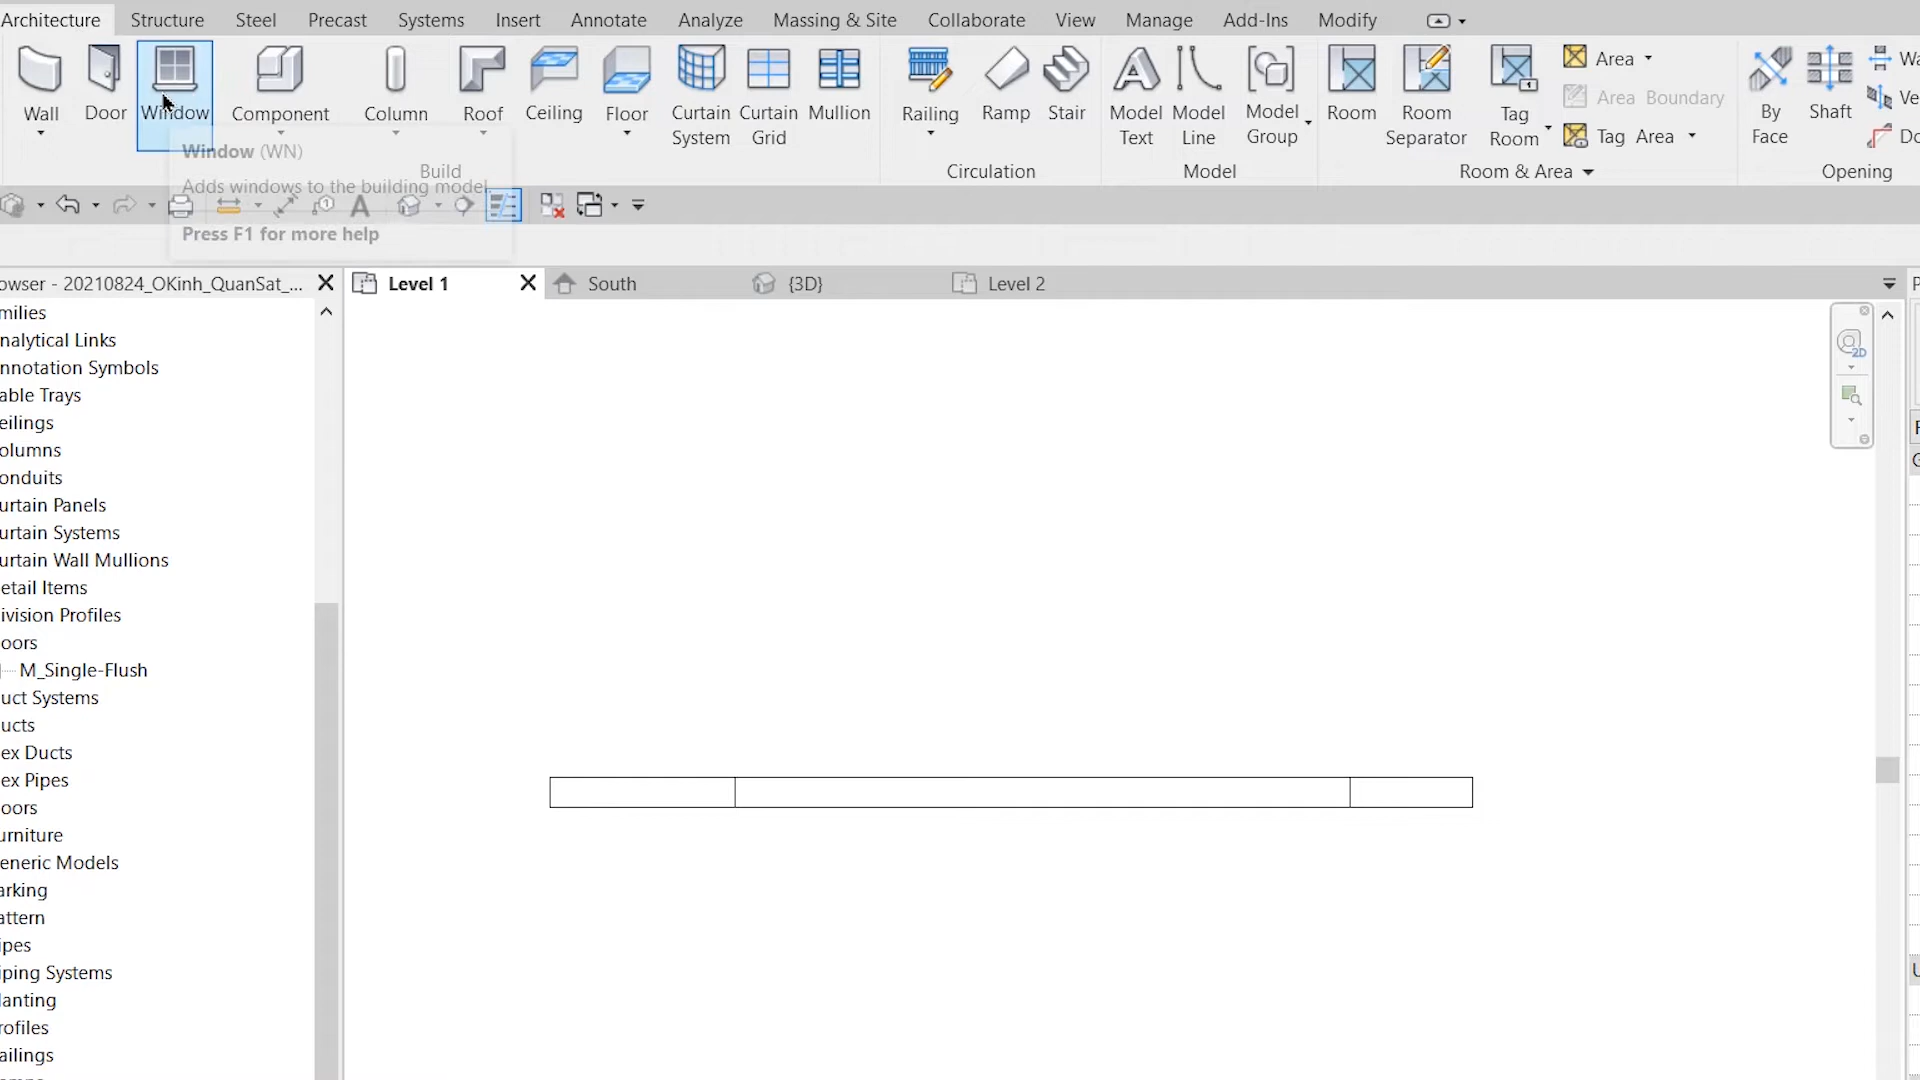 Architecture Structure Steel Precast Systems Insert Annotate Analyze Massing & Site Collaborate View Manage Add-Ins Modify
Wall Door Window Component Column Roof Ceiling Floor Curtain System Curtain Grid Mullion Railing Ramp Stair Model Text Model Line Model Group Room Room Separator Tag Room Area Area Boundary Tag Area By Face Shaft
Build Circulation Model Room & Area Opening
Window (WN)
Adds windows to the building model
Press F1 for more help
owser - 20210824_OKinh_QuanSat_...
Level 1 South {3D} Level 2
2D
milies
nalytical Links
nnotation Symbols
able Trays
eilings
olumns
onduits
urtain Panels
urtain Systems
urtain Wall Mullions
etail Items
ivision Profiles
oors
M_Single-Flush
uct Systems
ucts
ex Ducts
ex Pipes
oors
urniture
eneric Models
arking
attern
ipes
iping Systems
lanting
rofiles
ailings